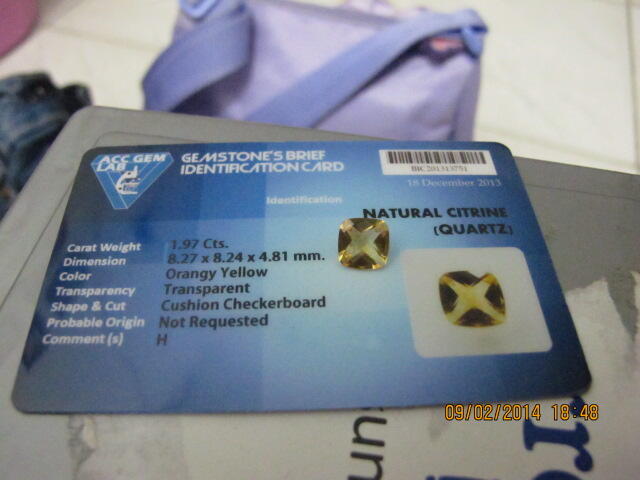 ACC GEM
LAB
GEMSTONE'S BRIEF
IDENTIFICATION CARD
BIC 201313751
18 December 2013
Identification
NATURAL CITRINE
(QUARTZ)
Carat Weight 1.97 Cts.
Dimension 8.27 x 8.24 x 4.81 mm.
Color Orangy Yellow
Transparency Transparent
Shape & Cut Cushion Checkerboard
Probable Origin Not Requested
Comment (s) H
09/02/2014 18:48